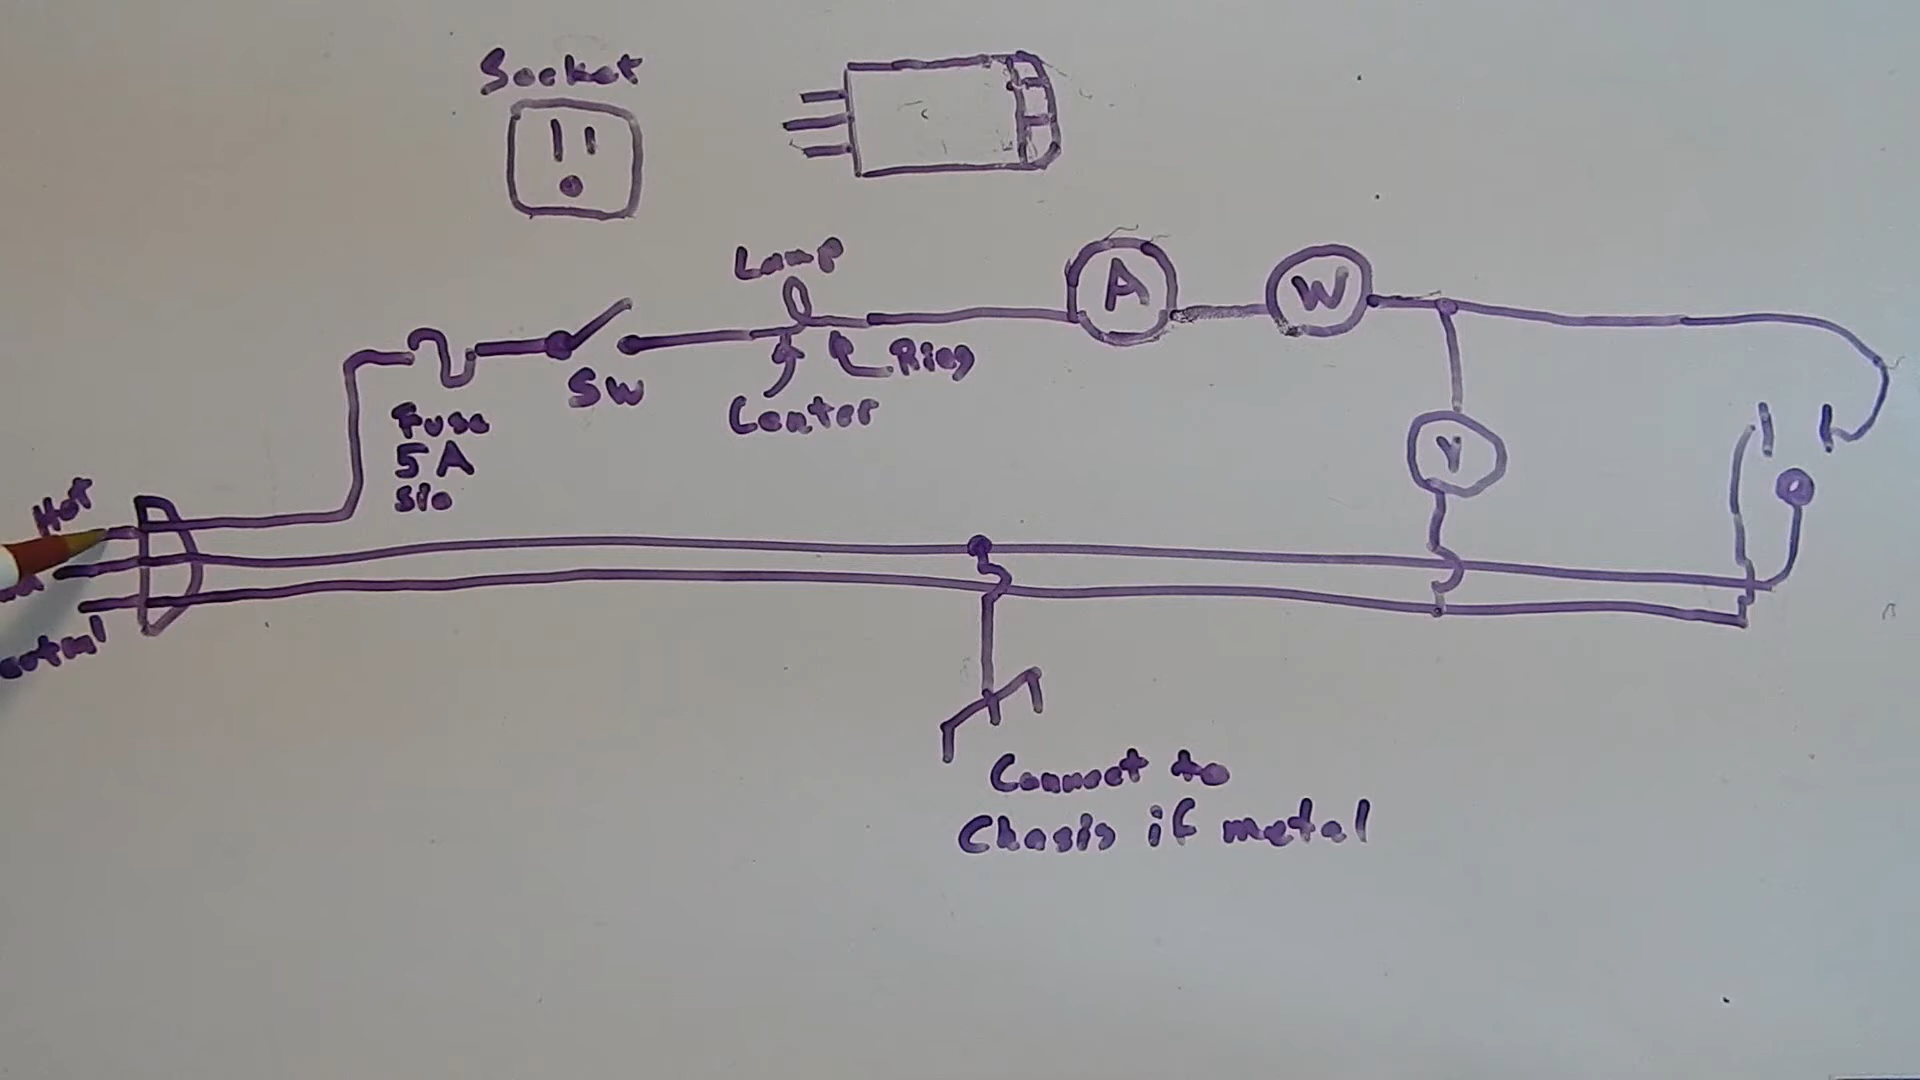 Socket
Lamp
A
W
Ring
SW
Center
Fuse
5A
Slo
V
Hot
Connect to
Chasis if metal